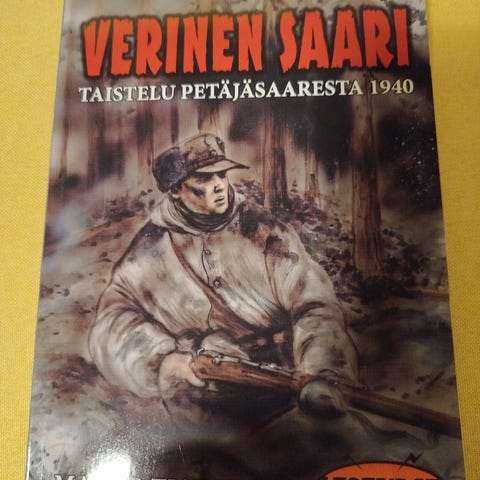 VERINEN SAARI
TAISTELU PETÄJÄSAARESTA 1940